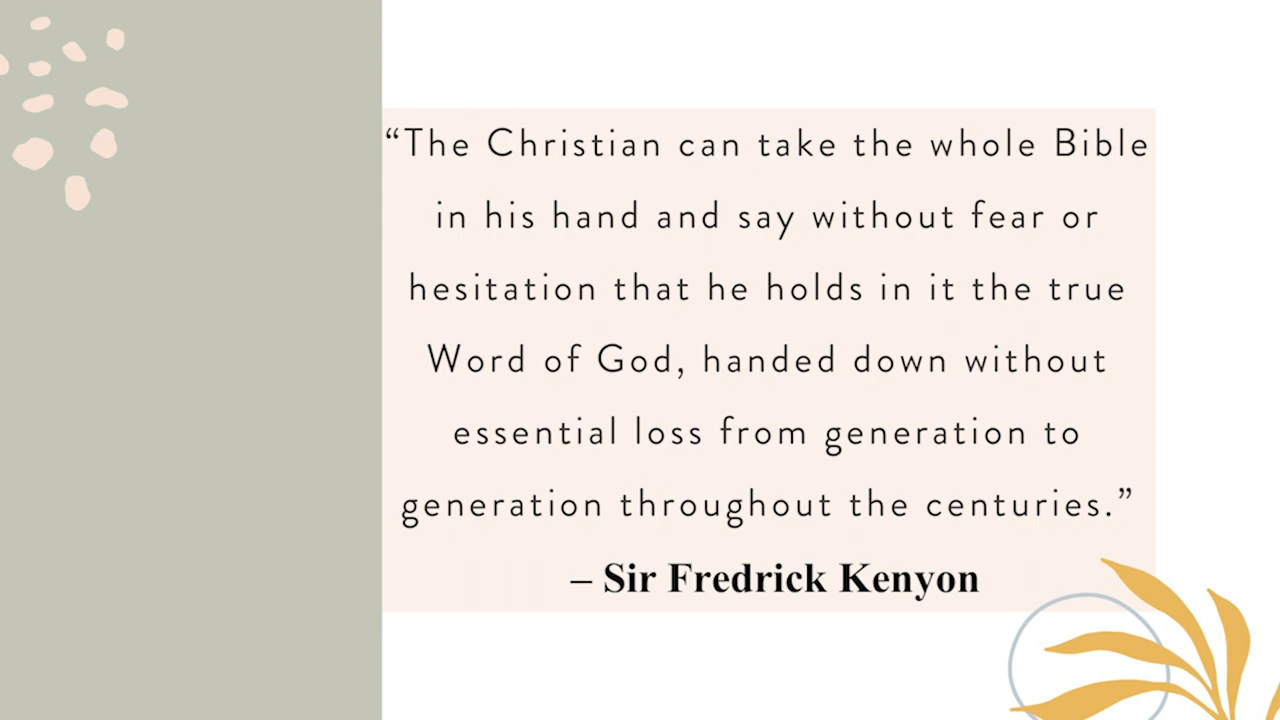 “The Christian can take the whole Bible
in his hand and say without fear or
hesitation that he holds in it the true
Word of God, handed down without
essential loss from generation to
generation throughout the centuries.”
– Sir Fredrick Kenyon